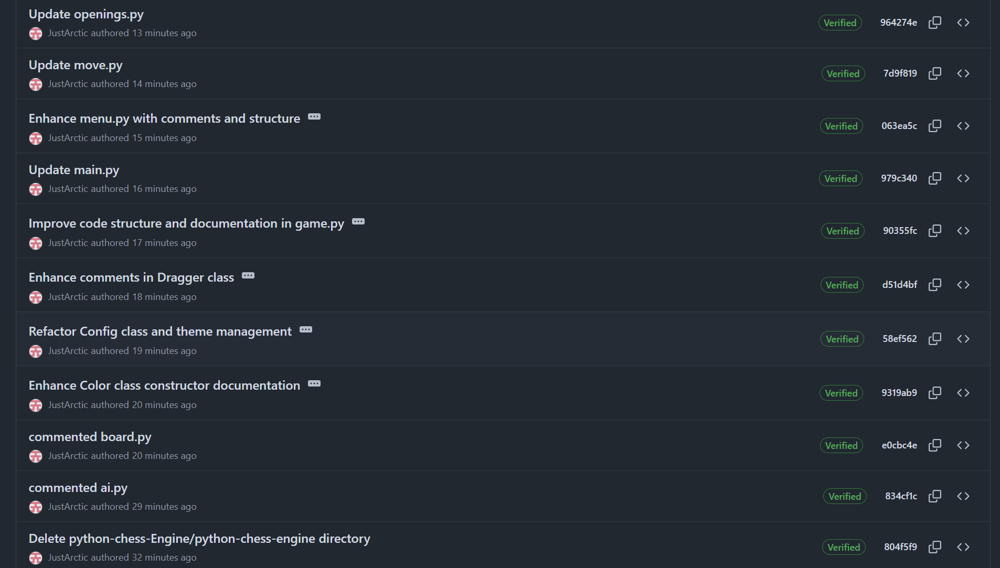 Update openings.py
JustArctic authored 13 minutes ago
Verified
964274e
Update move.py
JustArctic authored 14 minutes ago
Verified
7d9f819
Enhance menu.py with comments and structure
JustArctic authored 15 minutes ago
Verified
063ea5c
Update main.py
JustArctic authored 16 minutes ago
Verified
979c340
Improve code structure and documentation in game.py
JustArctic authored 17 minutes ago
Verified
90355fc
Enhance comments in Dragger class
JustArctic authored 18 minutes ago
Verified
d51d4bf
Refactor Config class and theme management
JustArctic authored 19 minutes ago
Verified
58ef562
Enhance Color class constructor documentation
JustArctic authored 20 minutes ago
Verified
9319ab9
commented board.py
JustArctic authored 20 minutes ago
Verified
e0cbc4e
commented ai.py
JustArctic authored 29 minutes ago
Verified
834cf1c
Delete python-chess-Engine/python-chess-engine directory
JustArctic authored 32 minutes ago
Verified
804f5f9